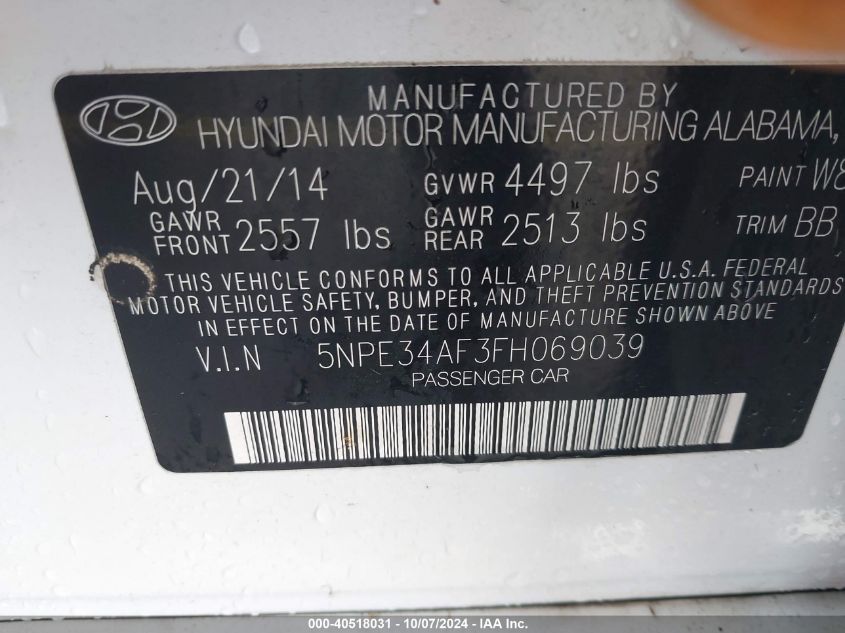 MANUFACTURED BY
HYUNDAI MOTOR MANUFACTURING ALABAMA,
Aug/21/14 GVWR 4497 lbs PAINT W8
GAWR FRONT 2557 lbs GAWR REAR 2513 lbs TRIM BB
THIS VEHICLE CONFORMS TO ALL APPLICABLE U.S.A. FEDERAL
MOTOR VEHICLE SAFETY, BUMPER, AND THEFT PREVENTION STANDARDS
IN EFFECT ON THE DATE OF MANUFACTURE SHOWN ABOVE
V.I.N 5NPE34AF3FH069039
PASSENGER CAR
000-40518031 - 10/07/2024 - IAA Inc.